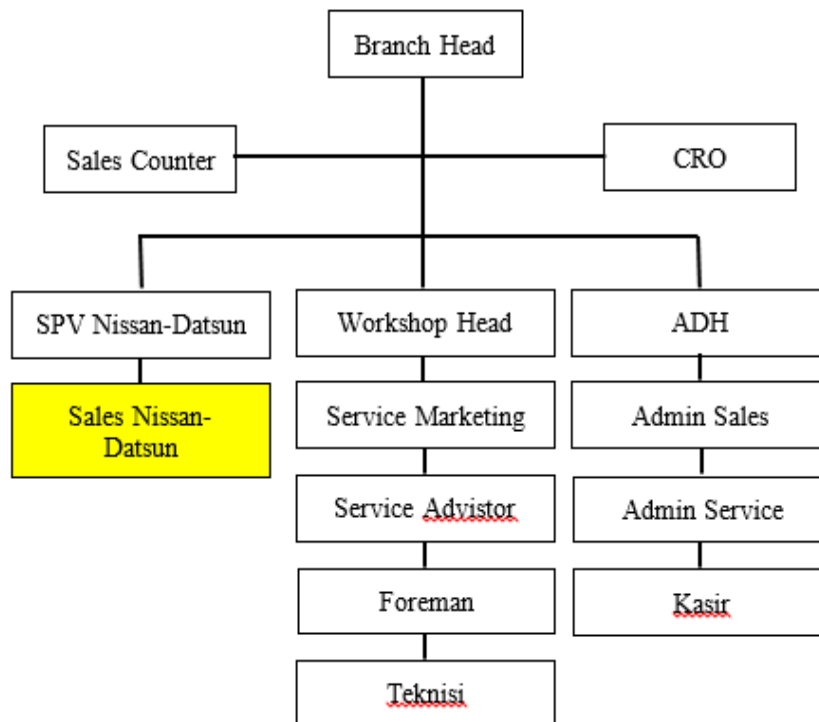 Branch Head
Sales Counter
CRO
SPV Nissan-Datsun
Workshop Head
ADH
Sales Nissan-
Datsun
Service Marketing
Admin Sales
Service Advistor
Admin Service
Foreman
Kasir
Teknisi